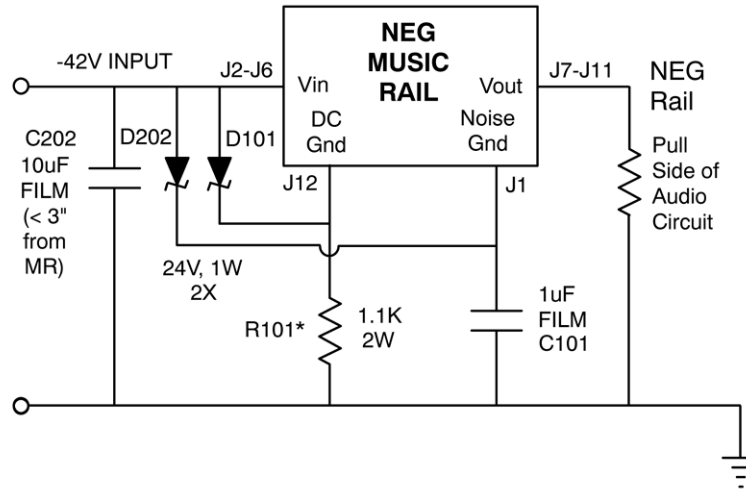 NEG
MUSIC
RAIL
-42V INPUT
J2-J6
Vin
Vout
J7-J11
NEG
Rail
DC
Gnd
Noise
Gnd
C202
10uF
FILM
(< 3"
from
MR)
D202
D101
J12
J1
Pull
Side of
Audio
Circuit
24V, 1W
2X
R101*
1.1K
2W
1uF
FILM
C101